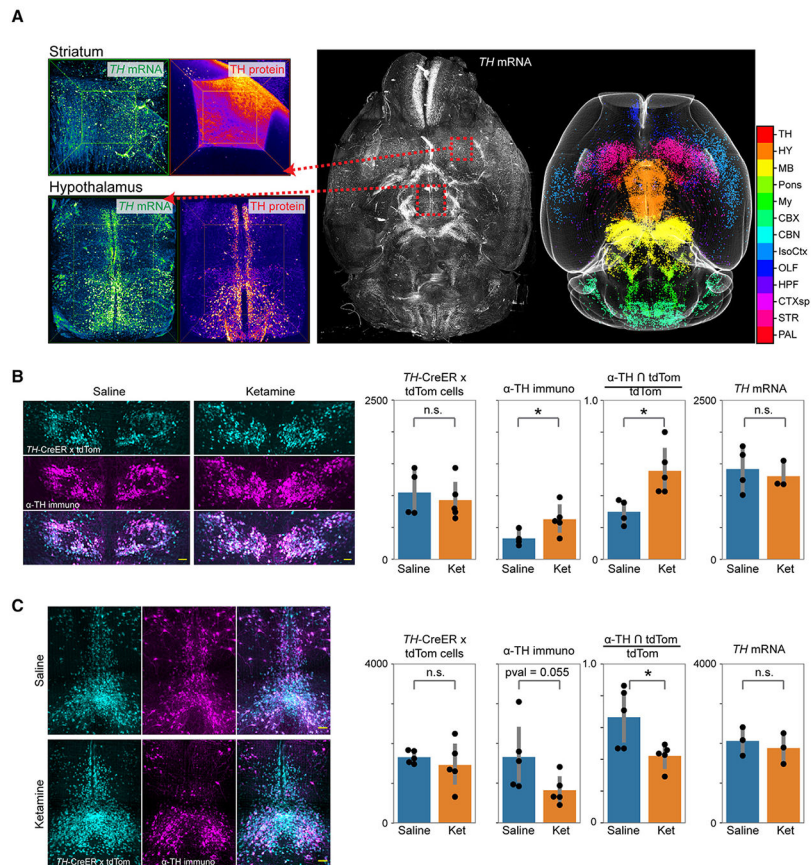 A
Striatum
TH mRNA
TH protein
TH mRNA
Hypothalamus
TH mRNA
TH protein
TH
HY
MB
Pons
My
CBX
CBN
IsoCtx
OLF
HPF
CTXsp
STR
PAL
B
Saline
Ketamine
TH-CreER x tdTom
α-TH immuno
TH-CreER x
tdTom cells
α-TH immuno
α-TH ∩ tdTom
tdTom
TH mRNA
2500
n.s.
0
Saline
Ket
*
Saline
Ket
1.0
*
0
Saline
Ket
2500
n.s.
0
Saline
Ket
C
Saline
Ketamine
TH-CreER x tdTom
α-TH immuno
TH-CreER x
tdTom cells
α-TH immuno
α-TH ∩ tdTom
tdTom
TH mRNA
4000
n.s.
0
Saline
Ket
pval = 0.055
Saline
Ket
1.0
*
0
Saline
Ket
4000
n.s.
0
Saline
Ket